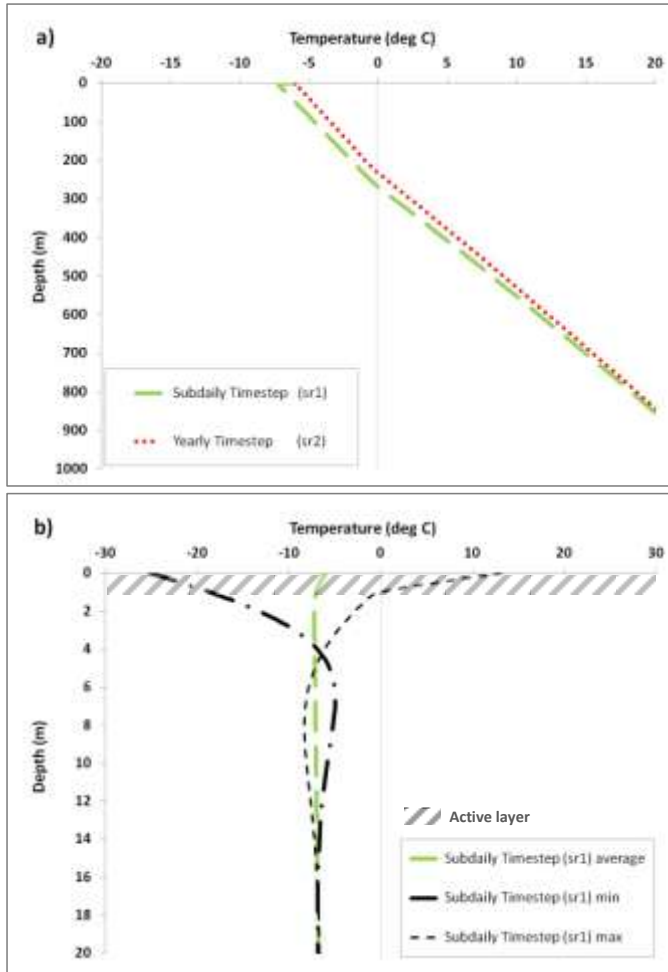 a)
Temperature (deg C)
-20 -15 -10 -5 0 5 10 15 20
0
100
200
300
400
500
600
700
800
900
1000
Depth (m)
Subdaily Timestep (sr1)
Yearly Timestep (sr2)
b)
Temperature (deg C)
-30 -20 -10 0 10 20 30
0
2
4
6
8
10
12
14
16
18
20
Depth (m)
Active layer
Subdaily Timestep (sr1) average
Subdaily Timestep (sr1) min
Subdaily Timestep (sr1) max